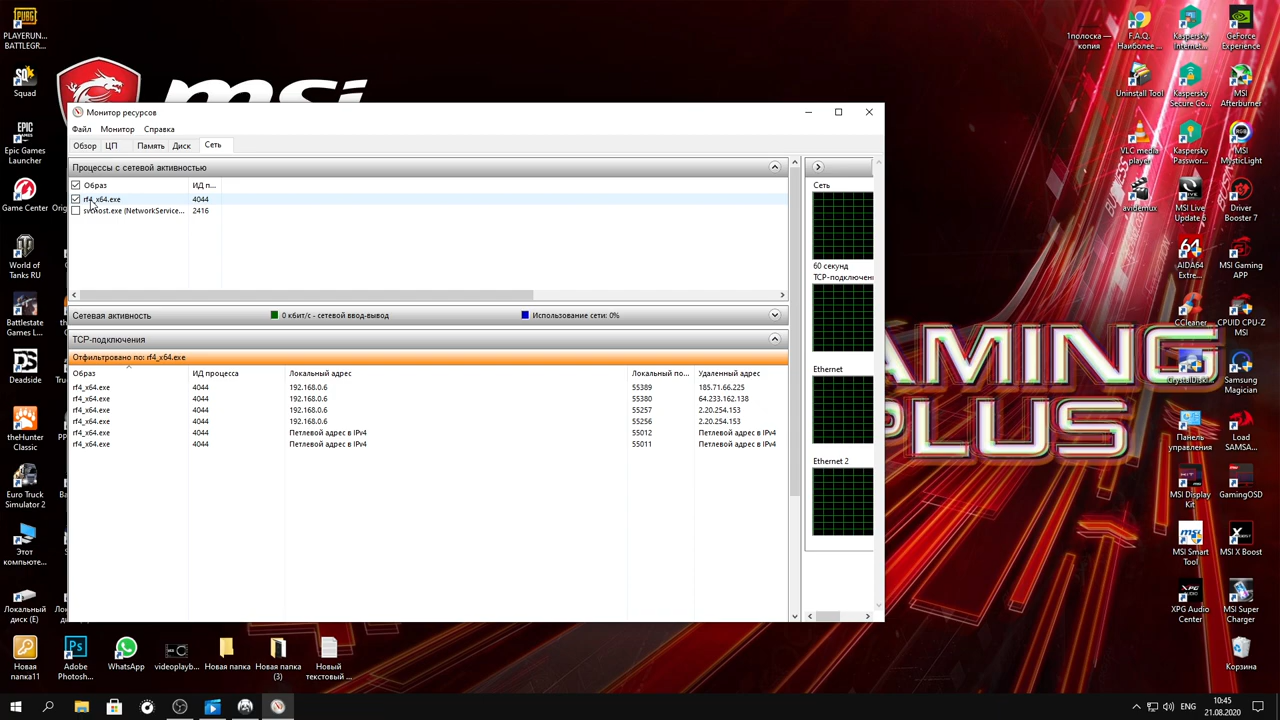 PLAYERUN...
BATTLEGR...
Squad
EPIC
GAMES
Epic Games
Launcher
Game Center
Orig
World of
Tanks RU
Battlestate
Games L...
DS
Deadside
theHunter
Classic
Euro Truck
Simulator 2
Этот
компьюте...
Локальный
диск (E)
Новая
папка11
Ps
Adobe
Photosh...
WhatsApp
videoplayb...
Новая папка
Новая папка
(3)
Новый
текстовый ...
msi
Монитор ресурсов
Файл Монитор Справка
Обзор ЦП Память Диск Сеть
Процессы с сетевой активностью
Образ ИД п...
rf4_x64.exe 4044
svchost.exe (NetworkService... 2416
Сетевая активность 0 кбит/с - сетевой ввод-вывод Использование сети: 0%
TCP-подключения
Отфильтровано по: rf4_x64.exe
Образ ИД процесса Локальный адрес Локальный по... Удаленный адрес
rf4_x64.exe 4044 192.168.0.6 55389 185.71.66.225
rf4_x64.exe 4044 192.168.0.6 55380 64.233.162.138
rf4_x64.exe 4044 192.168.0.6 55257 2.20.254.153
rf4_x64.exe 4044 192.168.0.6 55256 2.20.254.153
rf4_x64.exe 4044 Петлевой адрес в IPv4 55012 Петлевой адрес в IPv4
rf4_x64.exe 4044 Петлевой адрес в IPv4 55011 Петлевой адрес в IPv4
Сеть
60 секунд
TCP-подключен
Ethernet
Ethernet 2
AMING
PLUS
1полоска —
копия
F.A.Q.
Наиболее ...
Kaspersky
Internet...
GeForce
Experience
Uninstall Tool
Kaspersky
Secure Co...
MSI
Afterburner
VLC media
player
Kaspersky
Passwor...
MSI
MysticLight
avidemux
MSI Live
Update 6
Driver
Booster 7
64
AIDA64
Extre...
MSI Gaming
APP
CCleaner
CPUID CPU-Z
MSI
CrystalDisk...
Samsung
Magician
Панель
управления
Load
SAMSA...
MSI Display
Kit
GamingOSD
MSI Smart
Tool
MSI X Boost
XPG
XPG Audio
Center
MSI Super
Charger
Корзина
ENG
10:45
21.08.2020